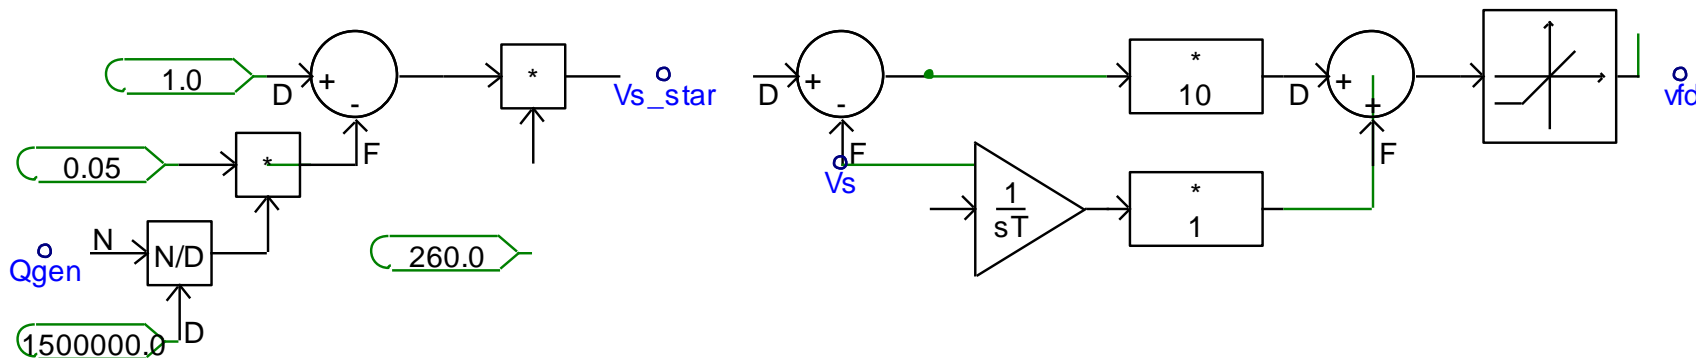 1.0
D
+
-
*
Vs_star
D
+
-
*
10
D
+
+
vfd
0.05
*
F
F
Vs
1
sT
*
1
F
Qgen
N
N/D
260.0
1500000.0
D